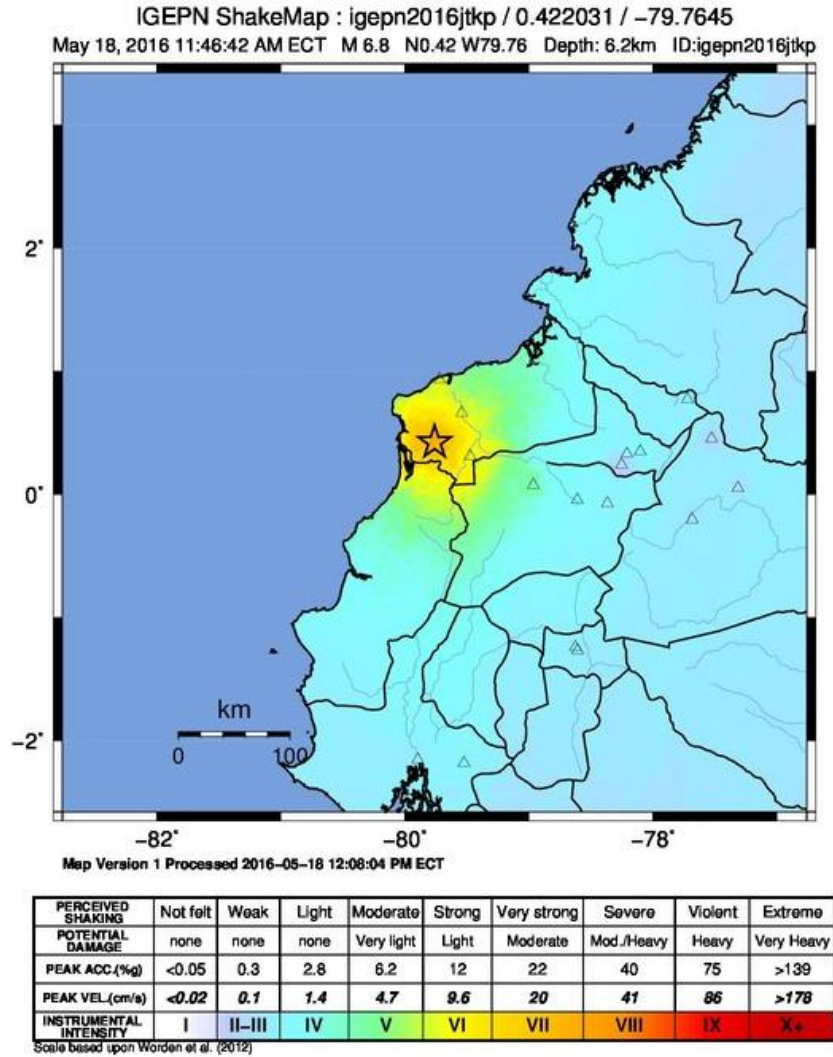 IGEPN ShakeMap : igepn2016jtkp / 0.422031 / −79.7645
May 18, 2016 11:46:42 AM ECT M 6.8 N0.42 W79.76 Depth: 6.2km ID:igepn2016jtkp
2°
0°
−2°
km
0 100
−82° −80° −78°
Map Version 1 Processed 2016−05−18 12:08:04 PM ECT
PERCEIVED SHAKING Not felt Weak Light Moderate Strong Very strong Severe Violent Extreme
POTENTIAL DAMAGE none none none Very light Light Moderate Mod./Heavy Heavy Very Heavy
PEAK ACC.(%g) <0.05 0.3 2.8 6.2 12 22 40 75 >139
PEAK VEL.(cm/s) <0.02 0.1 1.4 4.7 9.6 20 41 86 >178
INSTRUMENTAL INTENSITY I II−III IV V VI VII VIII IX X+
Scale based upon Worden et al. (2012)